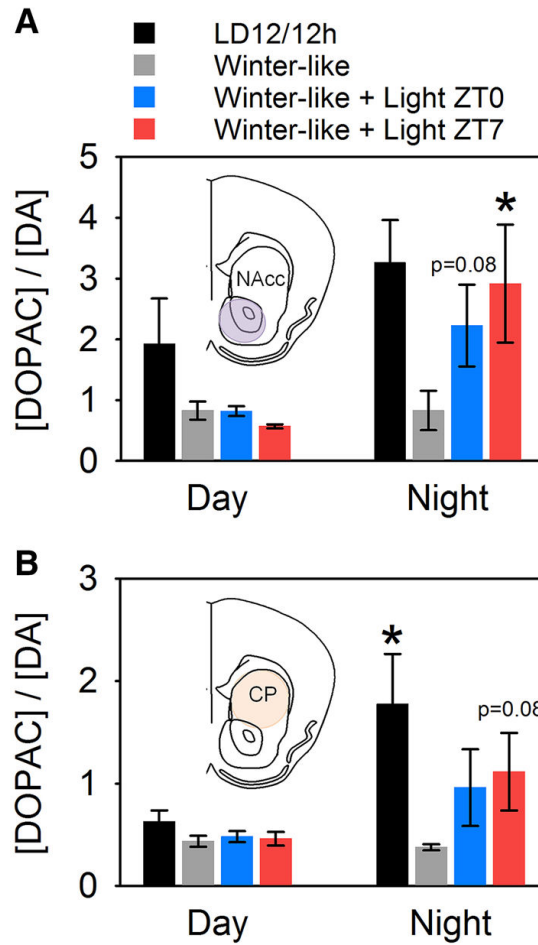 A
LD12/12h
Winter-like
Winter-like + Light ZT0
Winter-like + Light ZT7
[DOPAC] / [DA]
5
4
3
2
1
0
NAcc
p=0.08
*
Day
Night
B
[DOPAC] / [DA]
3
2
1
0
CP
*
p=0.08
Day
Night